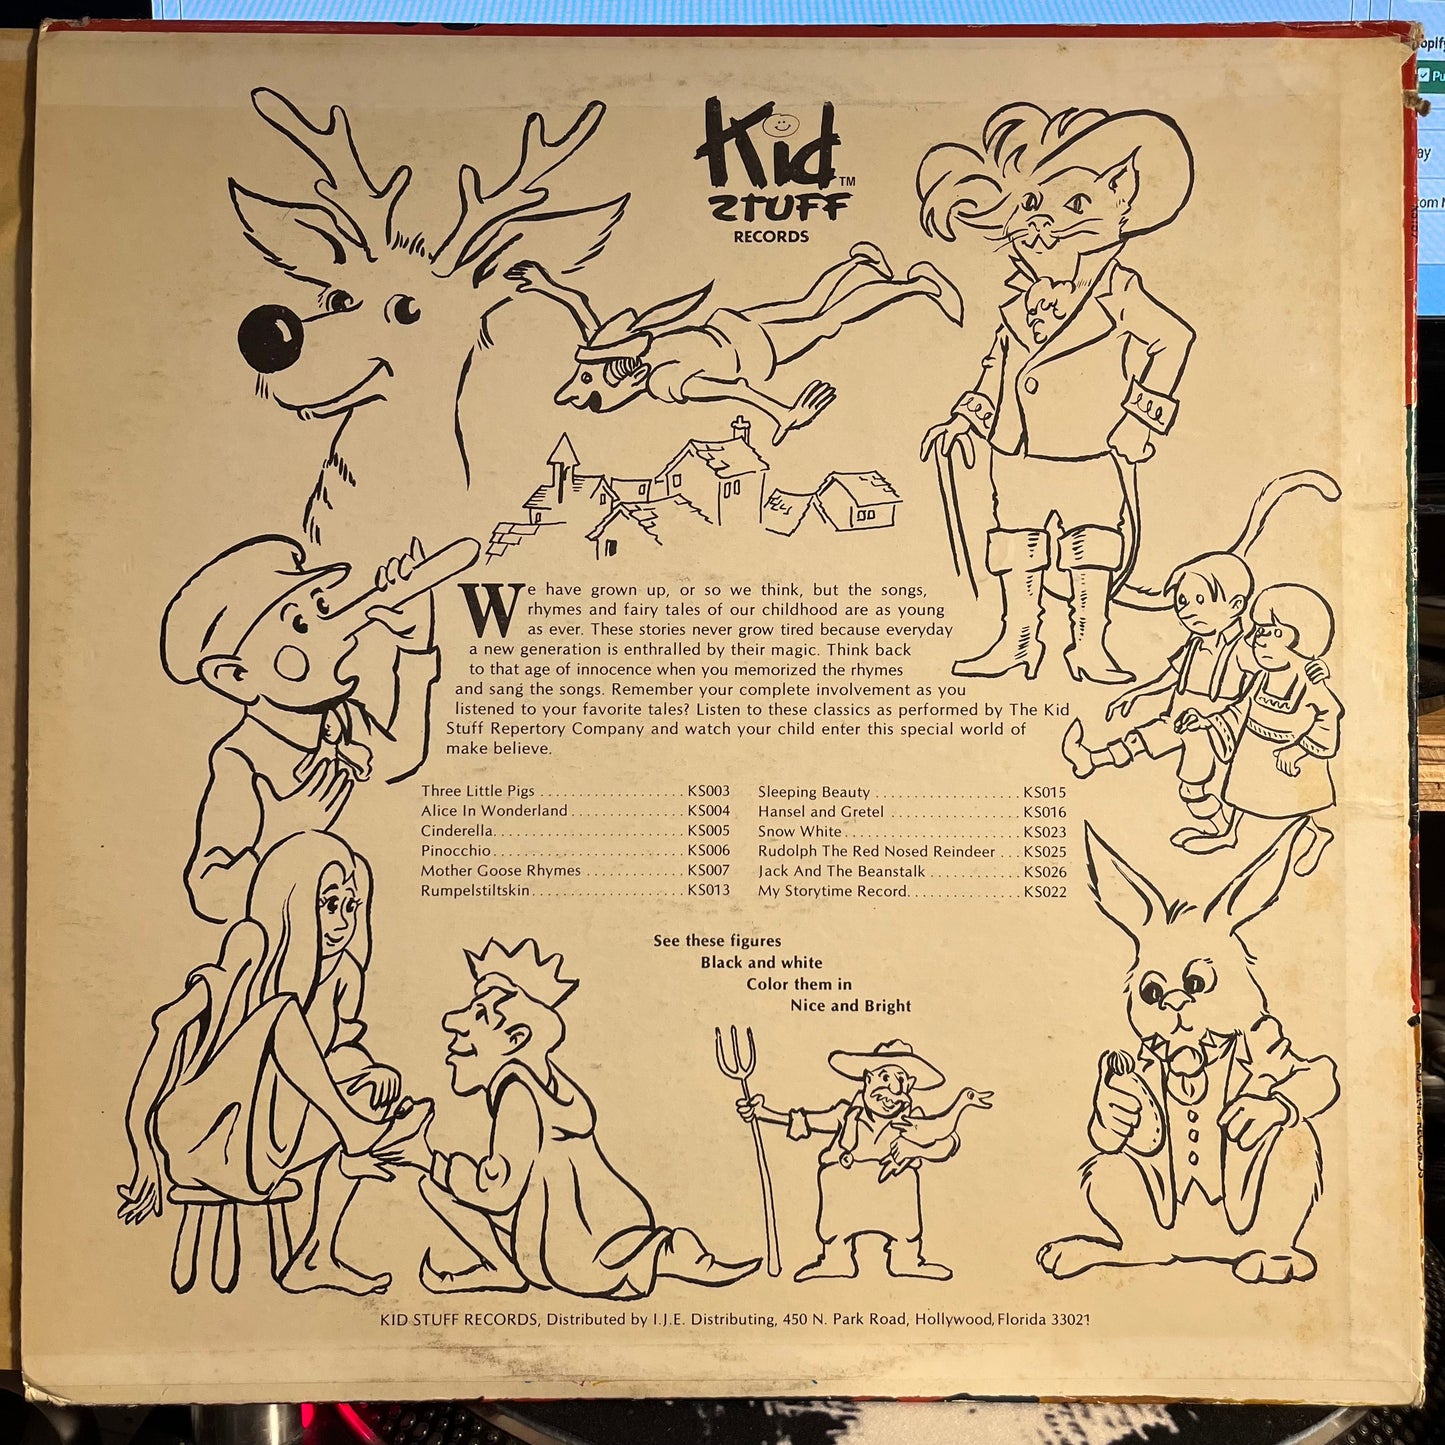 Kid
STUFF
TM
RECORDS
We have grown up, or so we think, but the songs,
rhymes and fairy tales of our childhood are as young
as ever. These stories never grow tired because everyday
a new generation is enthralled by their magic. Think back
to that age of innocence when you memorized the rhymes
and sang the songs. Remember your complete involvement as you
listened to your favorite tales? Listen to these classics as performed by The Kid
Stuff Repertory Company and watch your child enter this special world of
make believe.
Three Little Pigs . . . . . . . . . . . . . . . . . . . KS003
Alice In Wonderland . . . . . . . . . . . . . . . KS004
Cinderella. . . . . . . . . . . . . . . . . . . . . . . . . KS005
Pinocchio . . . . . . . . . . . . . . . . . . . . . . . . . KS006
Mother Goose Rhymes . . . . . . . . . . . . . KS007
Rumpelstiltskin . . . . . . . . . . . . . . . . . . . . KS013
Sleeping Beauty . . . . . . . . . . . . . . . . . . . KS015
Hansel and Gretel . . . . . . . . . . . . . . . . . KS016
Snow White . . . . . . . . . . . . . . . . . . . . . . . KS023
Rudolph The Red Nosed Reindeer . . . KS025
Jack And The Beanstalk . . . . . . . . . . . . KS026
My Storytime Record. . . . . . . . . . . . . . . KS022
See these figures
Black and white
Color them in
Nice and Bright
KID STUFF RECORDS, Distributed by I.J.E. Distributing, 450 N. Park Road, Hollywood, Florida 33021